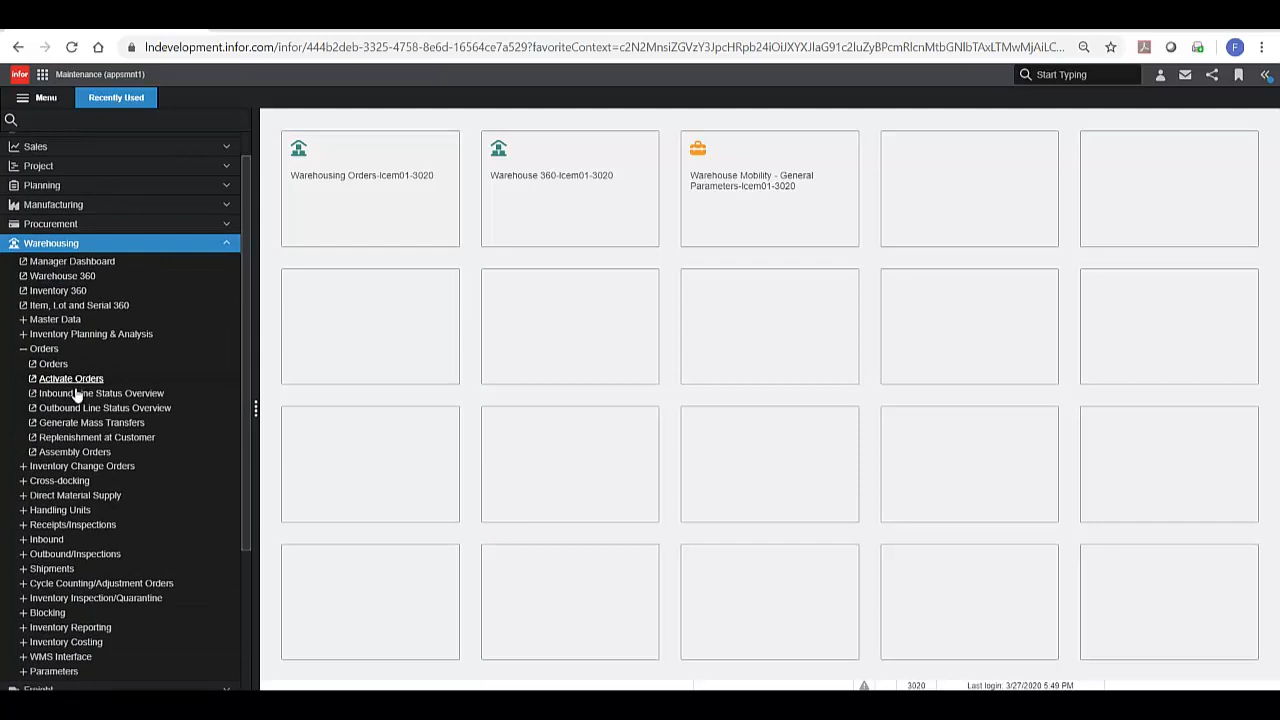 Indevelopment.infor.com/infor/444b2deb-3325-4758-8e6d-16564ce7a529?favoriteContext=c2N2MnsiZGVzY3JpcHRpb24iOiJXYXJlaG91c2luZyBPcmRlcnMtbGNlbTAxLTMwMjAiLC...
F
infor
Maintenance (appsmnt1)
Start Typing
Menu
Recently Used
Sales
Project
Planning
Manufacturing
Procurement
Warehousing
Manager Dashboard
Warehouse 360
Inventory 360
Item, Lot and Serial 360
Master Data
Inventory Planning & Analysis
Orders
Orders
Activate Orders
Inbound Line Status Overview
Outbound Line Status Overview
Generate Mass Transfers
Replenishment at Customer
Assembly Orders
Inventory Change Orders
Cross-docking
Direct Material Supply
Handling Units
Receipts/Inspections
Inbound
Outbound/Inspections
Shipments
Cycle Counting/Adjustment Orders
Inventory Inspection/Quarantine
Blocking
Inventory Reporting
Inventory Costing
WMS Interface
Parameters
Freight
Warehousing Orders-lcem01-3020
Warehouse 360-lcem01-3020
Warehouse Mobility - General
Parameters-lcem01-3020
3020
Last login: 3/27/2020 5:49 PM